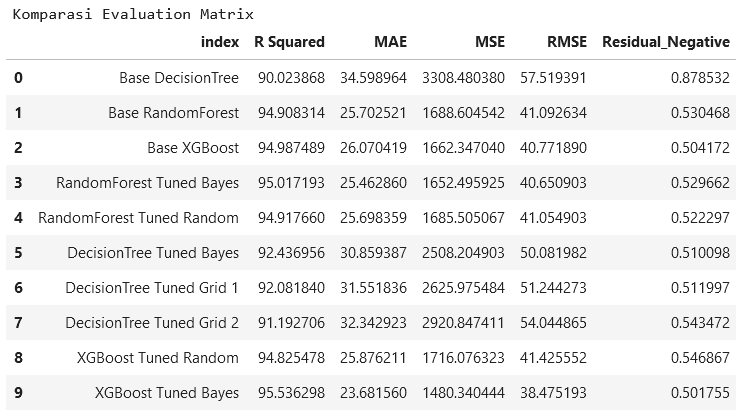 Komparasi Evaluation Matrix
index R Squared MAE MSE RMSE Residual_Negative
0 Base DecisionTree 90.023868 34.598964 3308.480380 57.519391 0.878532
1 Base RandomForest 94.908314 25.702521 1688.604542 41.092634 0.530468
2 Base XGBoost 94.987489 26.070419 1662.347040 40.771890 0.504172
3 RandomForest Tuned Bayes 95.017193 25.462860 1652.495925 40.650903 0.529662
4 RandomForest Tuned Random 94.917660 25.698359 1685.505067 41.054903 0.522297
5 DecisionTree Tuned Bayes 92.436956 30.859387 2508.204903 50.081982 0.510098
6 DecisionTree Tuned Grid 1 92.081840 31.551836 2625.975484 51.244273 0.511997
7 DecisionTree Tuned Grid 2 91.192706 32.342923 2920.847411 54.044865 0.543472
8 XGBoost Tuned Random 94.825478 25.876211 1716.076323 41.425552 0.546867
9 XGBoost Tuned Bayes 95.536298 23.681560 1480.340444 38.475193 0.501755